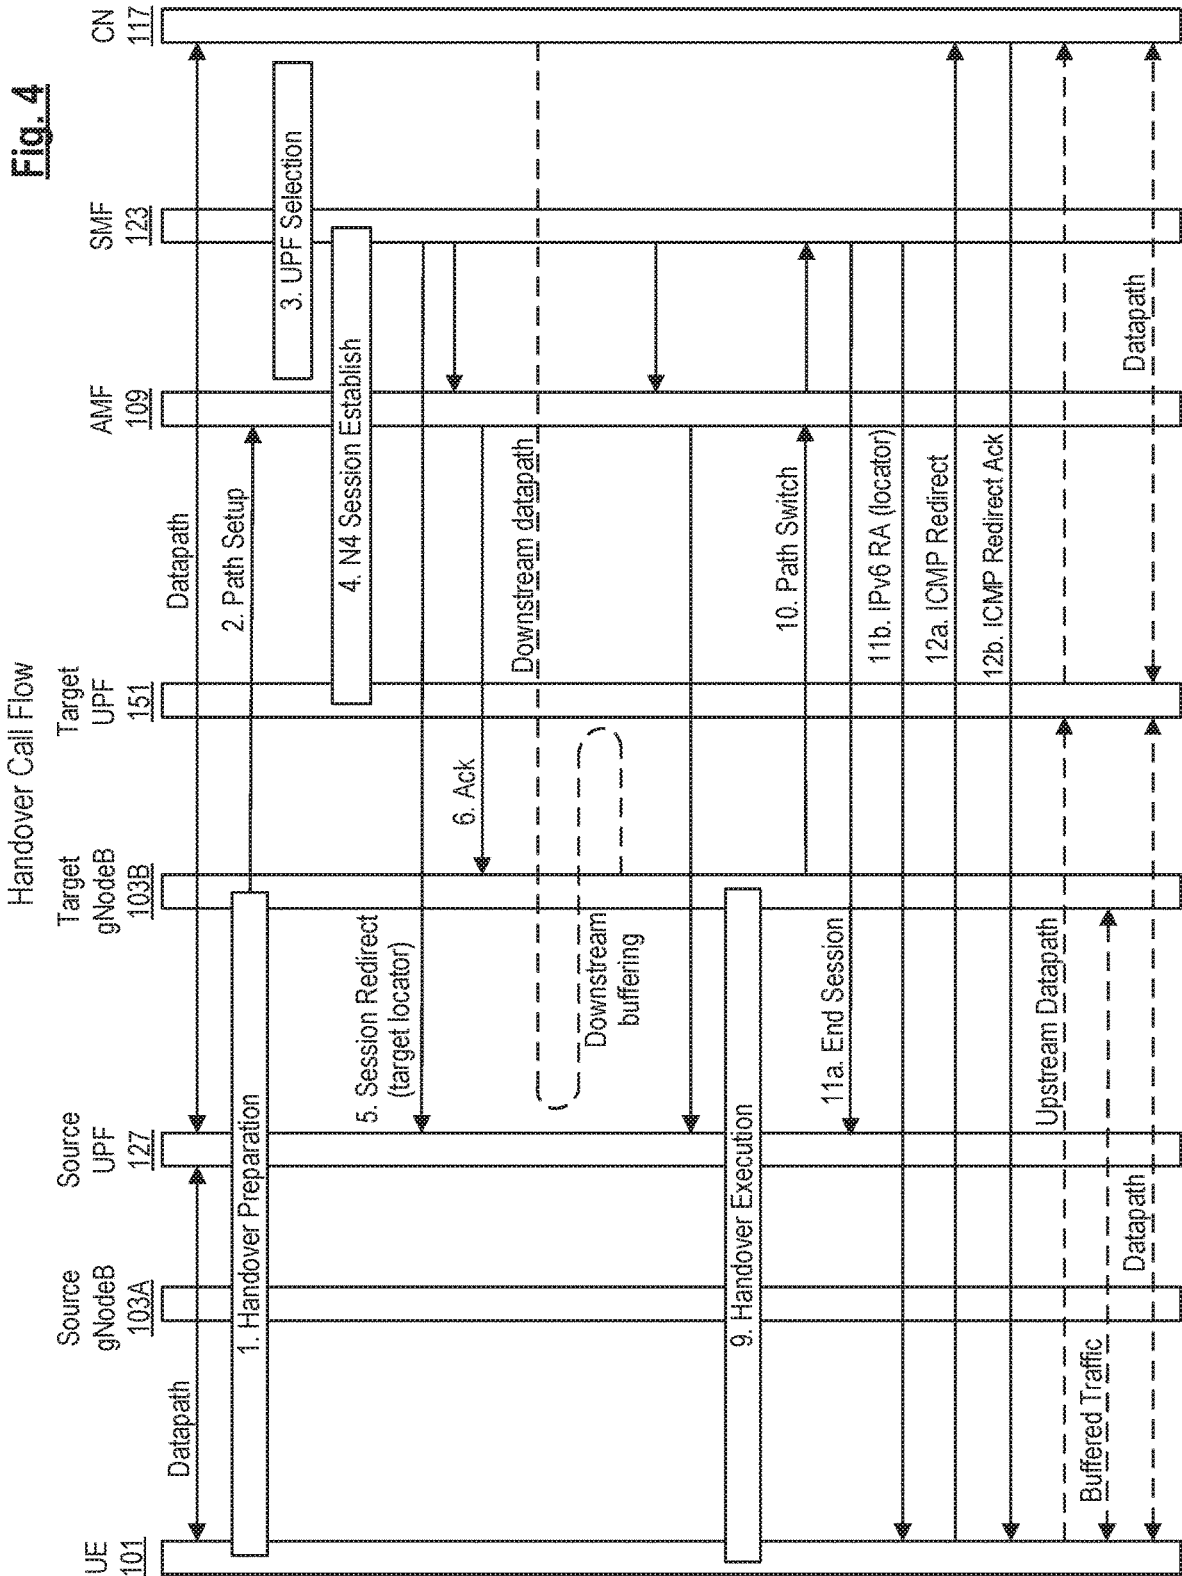 Fig. 4
Handover Call Flow
UE
101
Source
gNodeB
103A
Source
UPF
127
Target
gNodeB
103B
Target
UPF
151
AMF
109
SMF
123
CN
117
Datapath
Datapath
1. Handover Preparation
2. Path Setup
3. UPF Selection
4. N4 Session Establish
5. Session Redirect
(target locator)
6. Ack
Downstream datapath
Downstream
buffering
9. Handover Execution
10. Path Switch
11a. End Session
11b. IPv6 RA (locator)
12a. ICMP Redirect
12b. ICMP Redirect Ack
Upstream Datapath
Buffered Traffic
Datapath
Datapath